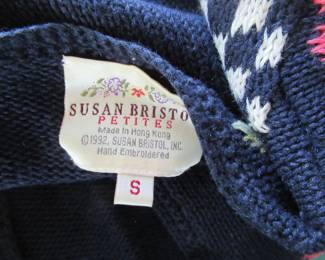 SUSAN BRISTO
PETITES
Made In Hong Kong
©1992, SUSAN BRISTOL, INC.
Hand Embroidered
S